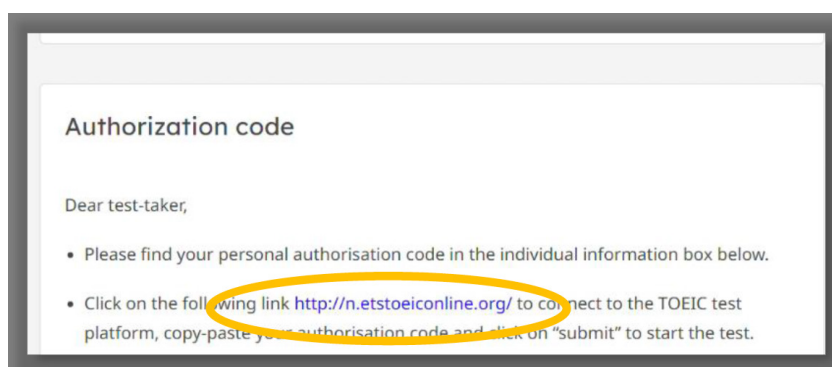 Authorization code
Dear test-taker,
• Please find your personal authorisation code in the individual information box below.
• Click on the following link http://n.etstoeiconline.org/ to connect to the TOEIC test
platform, copy-paste your authorisation code and click on “submit” to start the test.